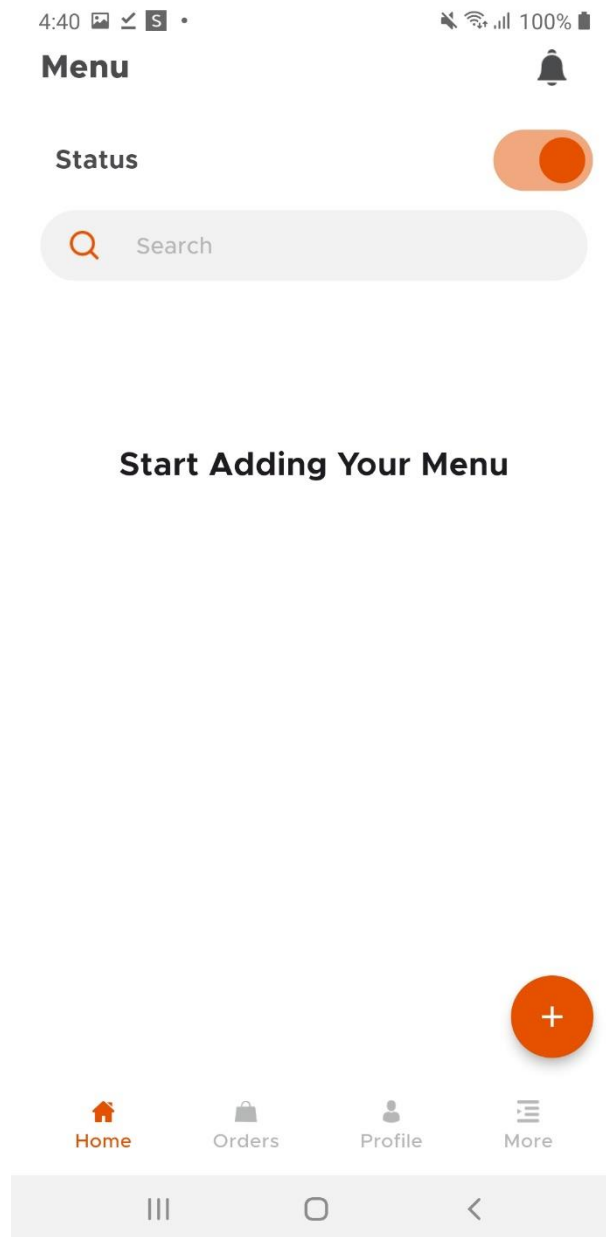 4:40 S 100%
Menu
Status
Search
Start Adding Your Menu
+
Home Orders Profile More